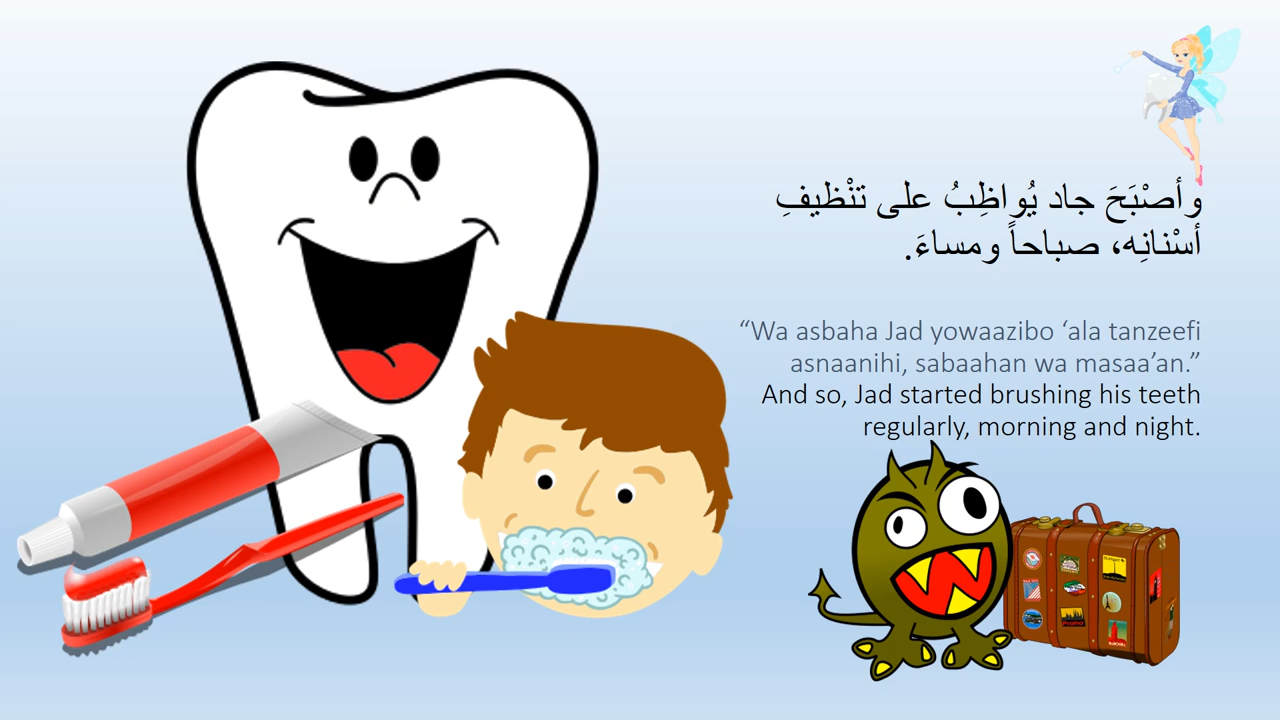 وأصْبَحَ جاد يُواظِبُ على تنْظيفِ
أسْنانِه، صباحاً ومساءَ.
“Wa asbaha Jad yowaazibo ‘ala tanzeefi
asnaanihi, sabaahan wa masaa’an.”
And so, Jad started brushing his teeth
regularly, morning and night.
Praha